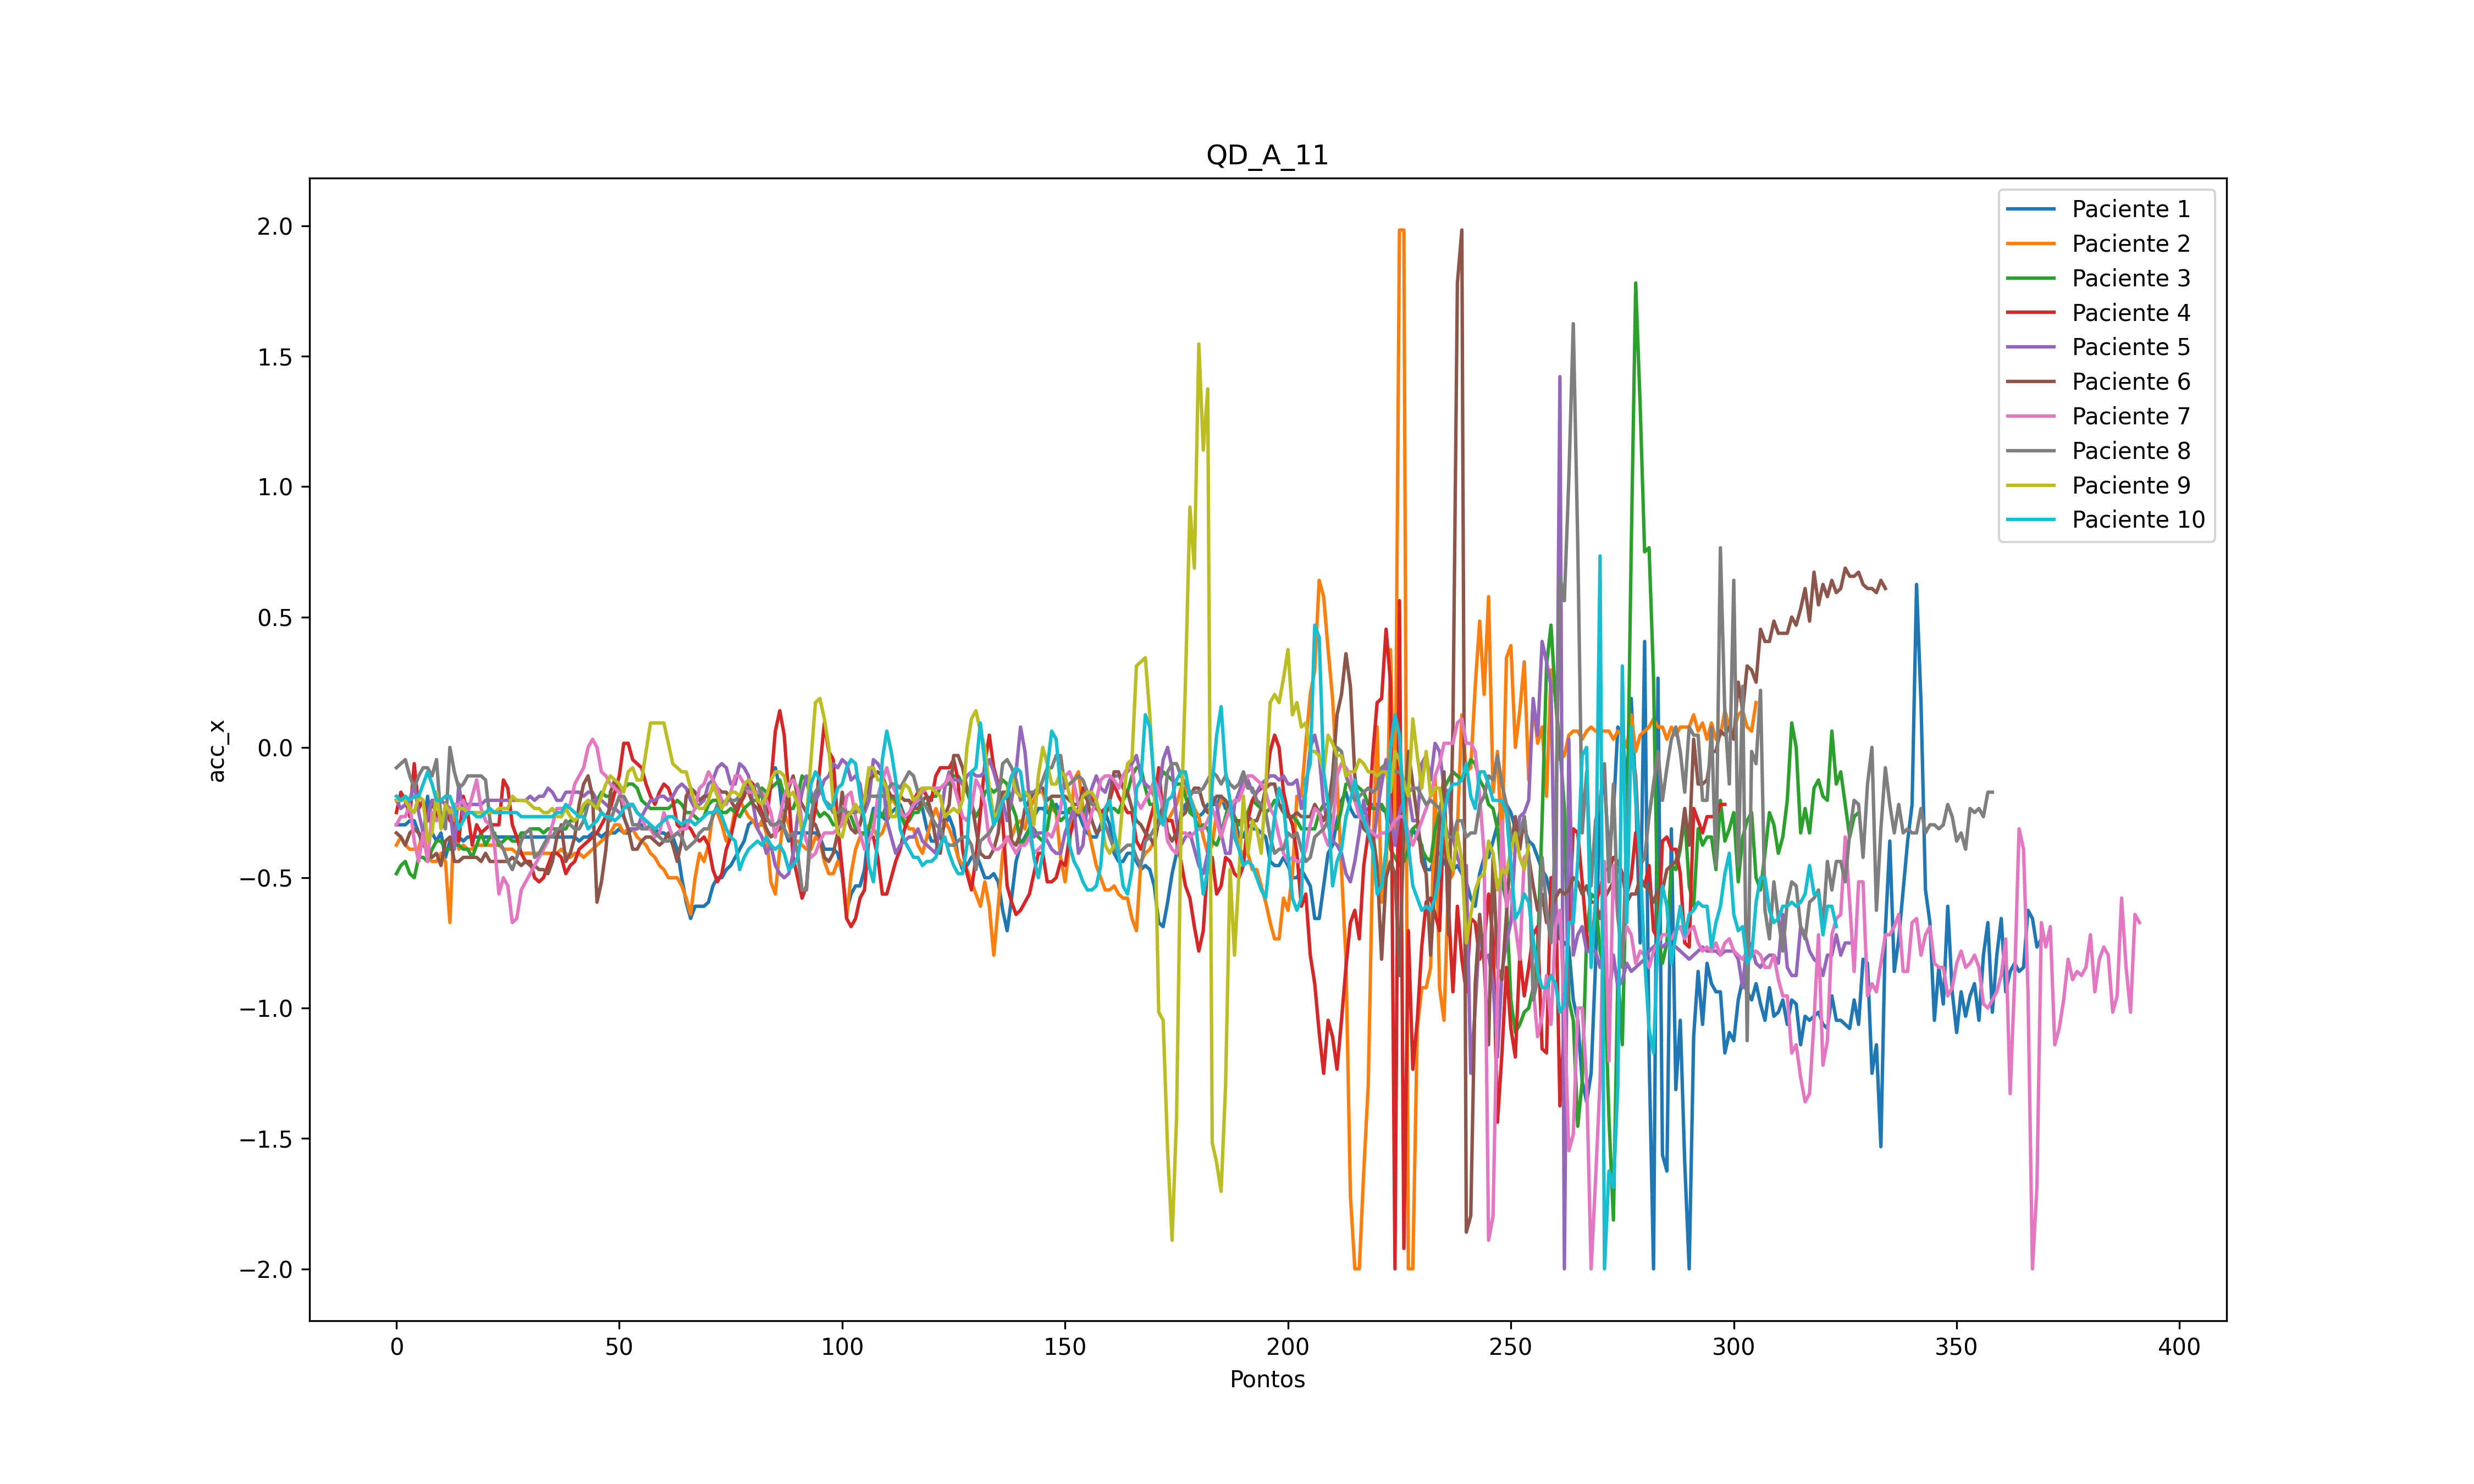 QD_A_11
acc_x
2.0
1.5
1.0
0.5
0.0
−0.5
−1.0
−1.5
−2.0
0 50 100 150 200 250 300 350 400
Pontos
Paciente 1
Paciente 2
Paciente 3
Paciente 4
Paciente 5
Paciente 6
Paciente 7
Paciente 8
Paciente 9
Paciente 10